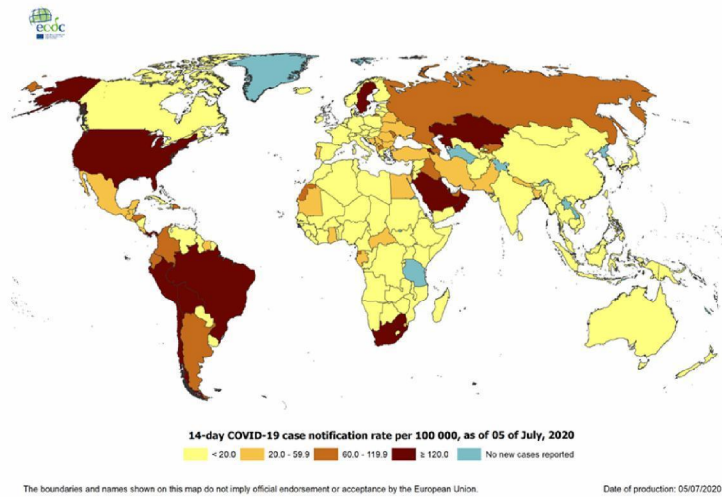 ecdc
14-day COVID-19 case notification rate per 100 000, as of 05 of July, 2020
< 20.0 20.0 - 59.9 60.0 - 119.9 ≥ 120.0 No new cases reported
The boundaries and names shown on this map do not imply official endorsement or acceptance by the European Union. Date of production: 05/07/2020